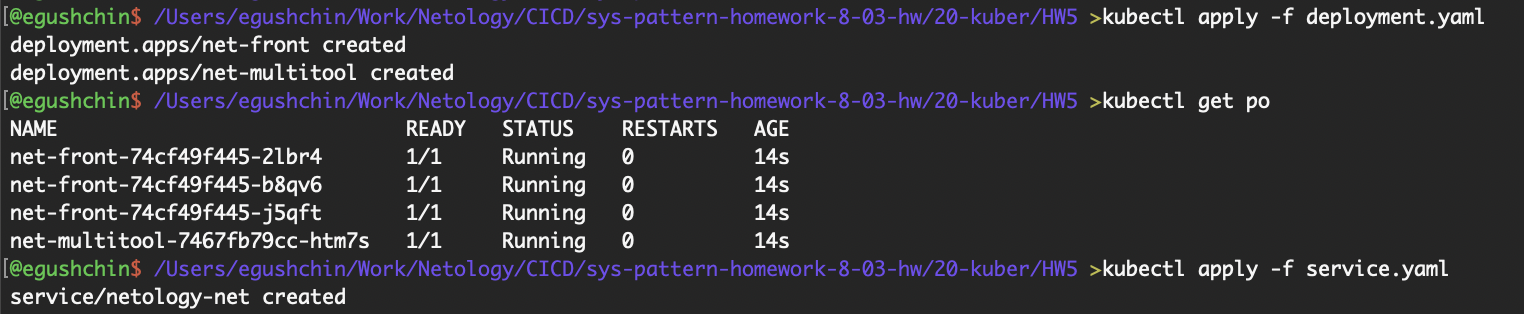 [@egushchin$ /Users/egushchin/Work/Netology/CICD/sys-pattern-homework-8-03-hw/20-kuber/HW5 >kubectl apply -f deployment.yaml
deployment.apps/net-front created
deployment.apps/net-multitool created
[@egushchin$ /Users/egushchin/Work/Netology/CICD/sys-pattern-homework-8-03-hw/20-kuber/HW5 >kubectl get po
NAME READY STATUS RESTARTS AGE
net-front-74cf49f445-2lbr4 1/1 Running 0 14s
net-front-74cf49f445-b8qv6 1/1 Running 0 14s
net-front-74cf49f445-j5qft 1/1 Running 0 14s
net-multitool-7467fb79cc-htm7s 1/1 Running 0 14s
[@egushchin$ /Users/egushchin/Work/Netology/CICD/sys-pattern-homework-8-03-hw/20-kuber/HW5 >kubectl apply -f service.yaml
service/netology-net created